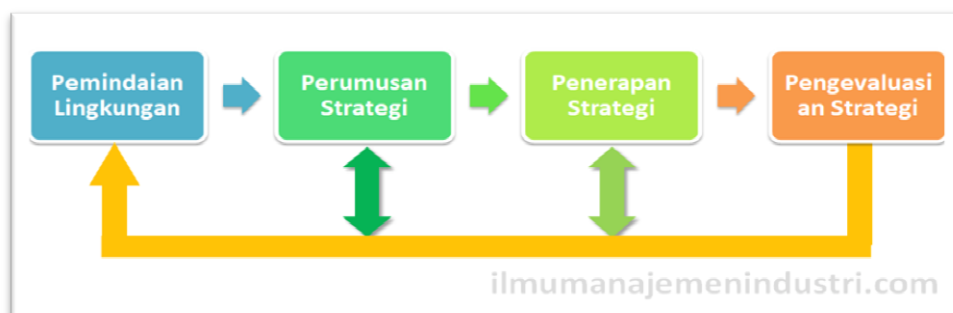 Pemindaian
Lingkungan
Perumusan
Strategi
Penerapan
Strategi
Pengevaluasi
an Strategi
ilmumanajemenindustri.com